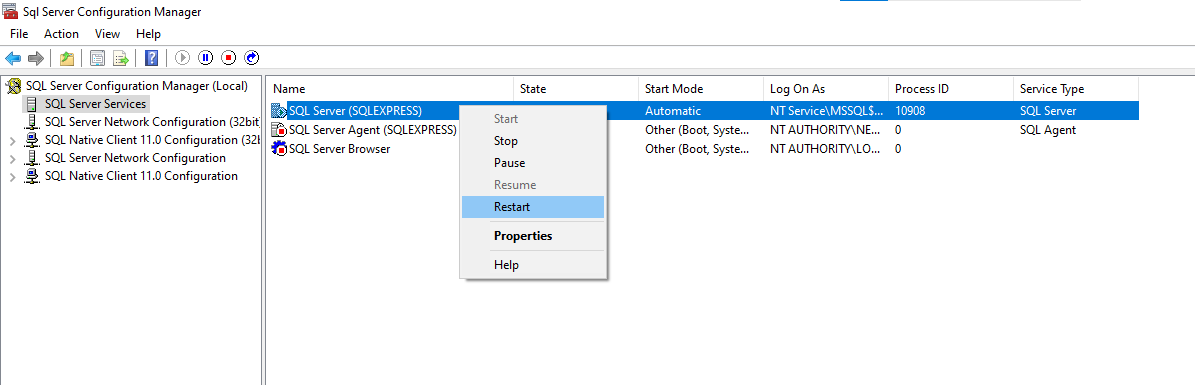 Sql Server Configuration Manager
File Action View Help
SQL Server Configuration Manager (Local)
SQL Server Services
SQL Server Network Configuration (32bit)
SQL Native Client 11.0 Configuration (32bi
SQL Server Network Configuration
SQL Native Client 11.0 Configuration
Name State Start Mode Log On As Process ID Service Type
SQL Server (SQLEXPRESS) Automatic NT Service\MSSQL$... 10908 SQL Server
SQL Server Agent (SQLEXPRESS) Other (Boot, Syste... NT AUTHORITY\NE... 0 SQL Agent
SQL Server Browser Other (Boot, Syste... NT AUTHORITY\LO... 0
Start
Stop
Pause
Resume
Restart
Properties
Help